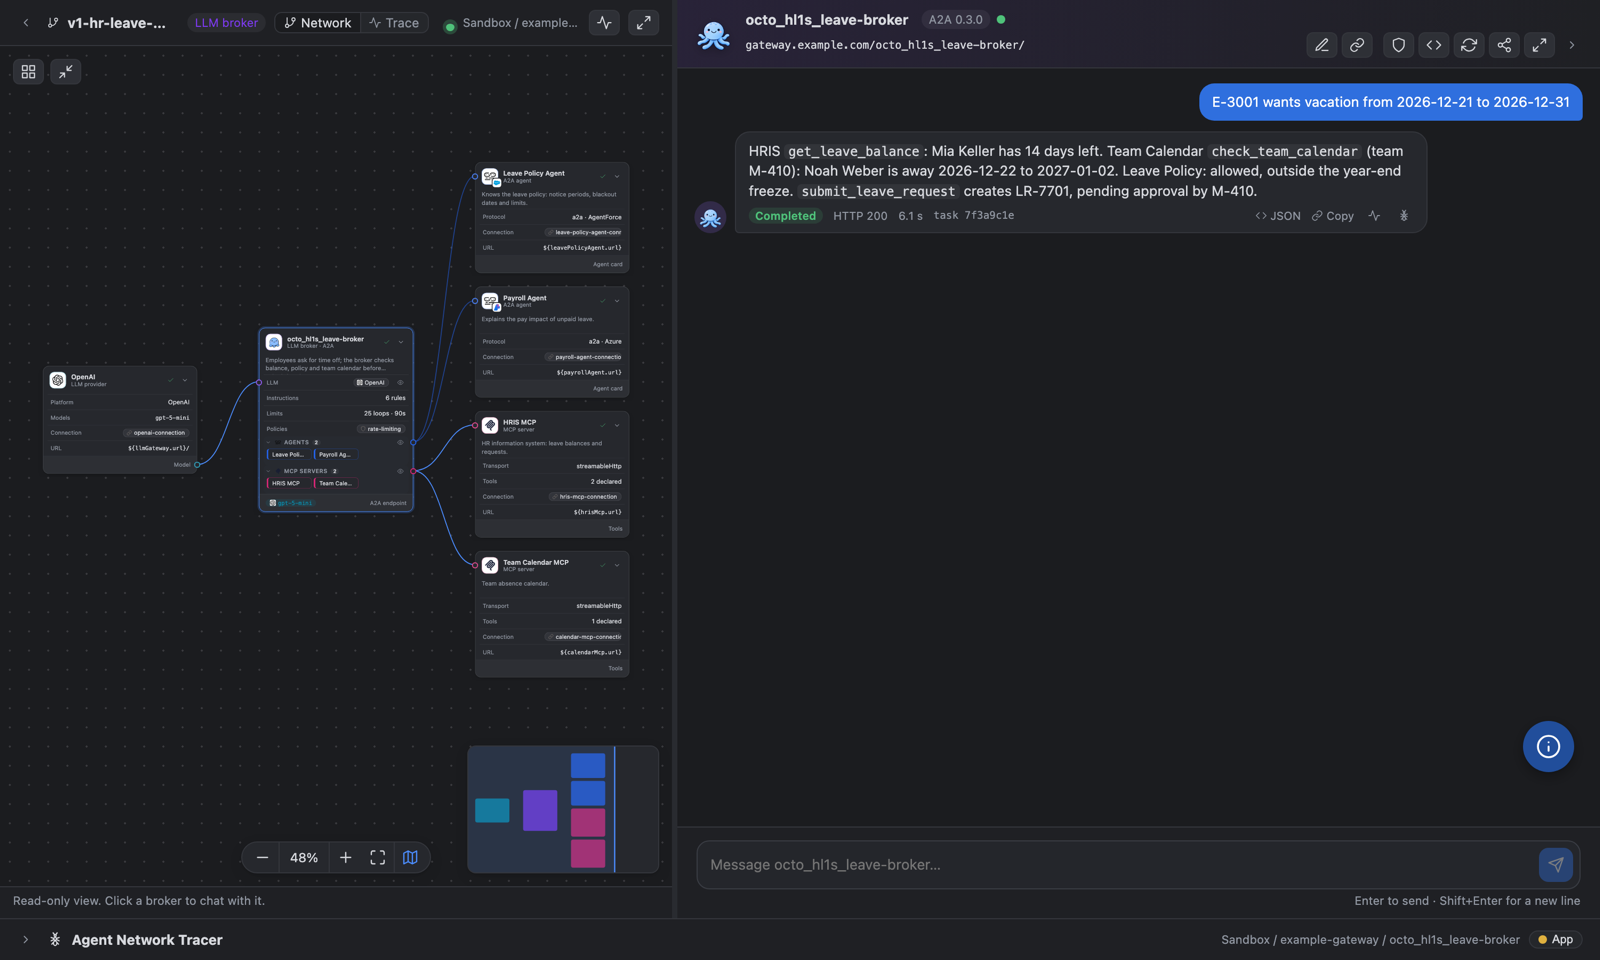 v1-hr-leave-...
LLM broker
Network
Trace
Sandbox / example...
octo_hl1s_leave-broker
A2A 0.3.0
gateway.example.com/octo_hl1s_leave-broker/
E-3001 wants vacation from 2026-12-21 to 2026-12-31
HRIS get_leave_balance : Mia Keller has 14 days left. Team Calendar check_team_calendar (team
M-410): Noah Weber is away 2026-12-22 to 2027-01-02. Leave Policy: allowed, outside the year-end
freeze. submit_leave_request creates LR-7701, pending approval by M-410.
Completed HTTP 200 6.1 s task 7f3a9c1e
JSON Copy
OpenAI
LLM provider
Platform OpenAI
Models gpt-5-mini
Connection openai-connection
URL ${llmGateway.url}/
Model
octo_hl1s_leave-broker
LLM broker · A2A
Employees ask for time off; the broker checks
balance, policy and team calendar before...
LLM OpenAI
Instructions 6 rules
Limits 25 loops · 90s
Policies rate-limiting
AGENTS 2
Leave Poli... Payroll Ag...
MCP SERVERS 2
HRIS MCP Team Cale...
gpt-5-mini A2A endpoint
Leave Policy Agent
A2A agent
Knows the leave policy: notice periods, blackout
dates and limits.
Protocol a2a · AgentForce
Connection leave-policy-agent-conr
URL ${leavePolicyAgent.url}
Agent card
Payroll Agent
A2A agent
Explains the pay impact of unpaid leave.
Protocol a2a · Azure
Connection payroll-agent-connectio
URL ${payrollAgent.url}
Agent card
HRIS MCP
MCP server
HR information system: leave balances and
requests.
Transport streamableHttp
Tools 2 declared
Connection hris-mcp-connection
URL ${hrisMcp.url}
Tools
Team Calendar MCP
MCP server
Team absence calendar.
Transport streamableHttp
Tools 1 declared
Connection calendar-mcp-connectic
URL ${calendarMcp.url}
Tools
48%
Read-only view. Click a broker to chat with it.
Message octo_hl1s_leave-broker...
Enter to send · Shift+Enter for a new line
Agent Network Tracer
Sandbox / example-gateway / octo_hl1s_leave-broker
App